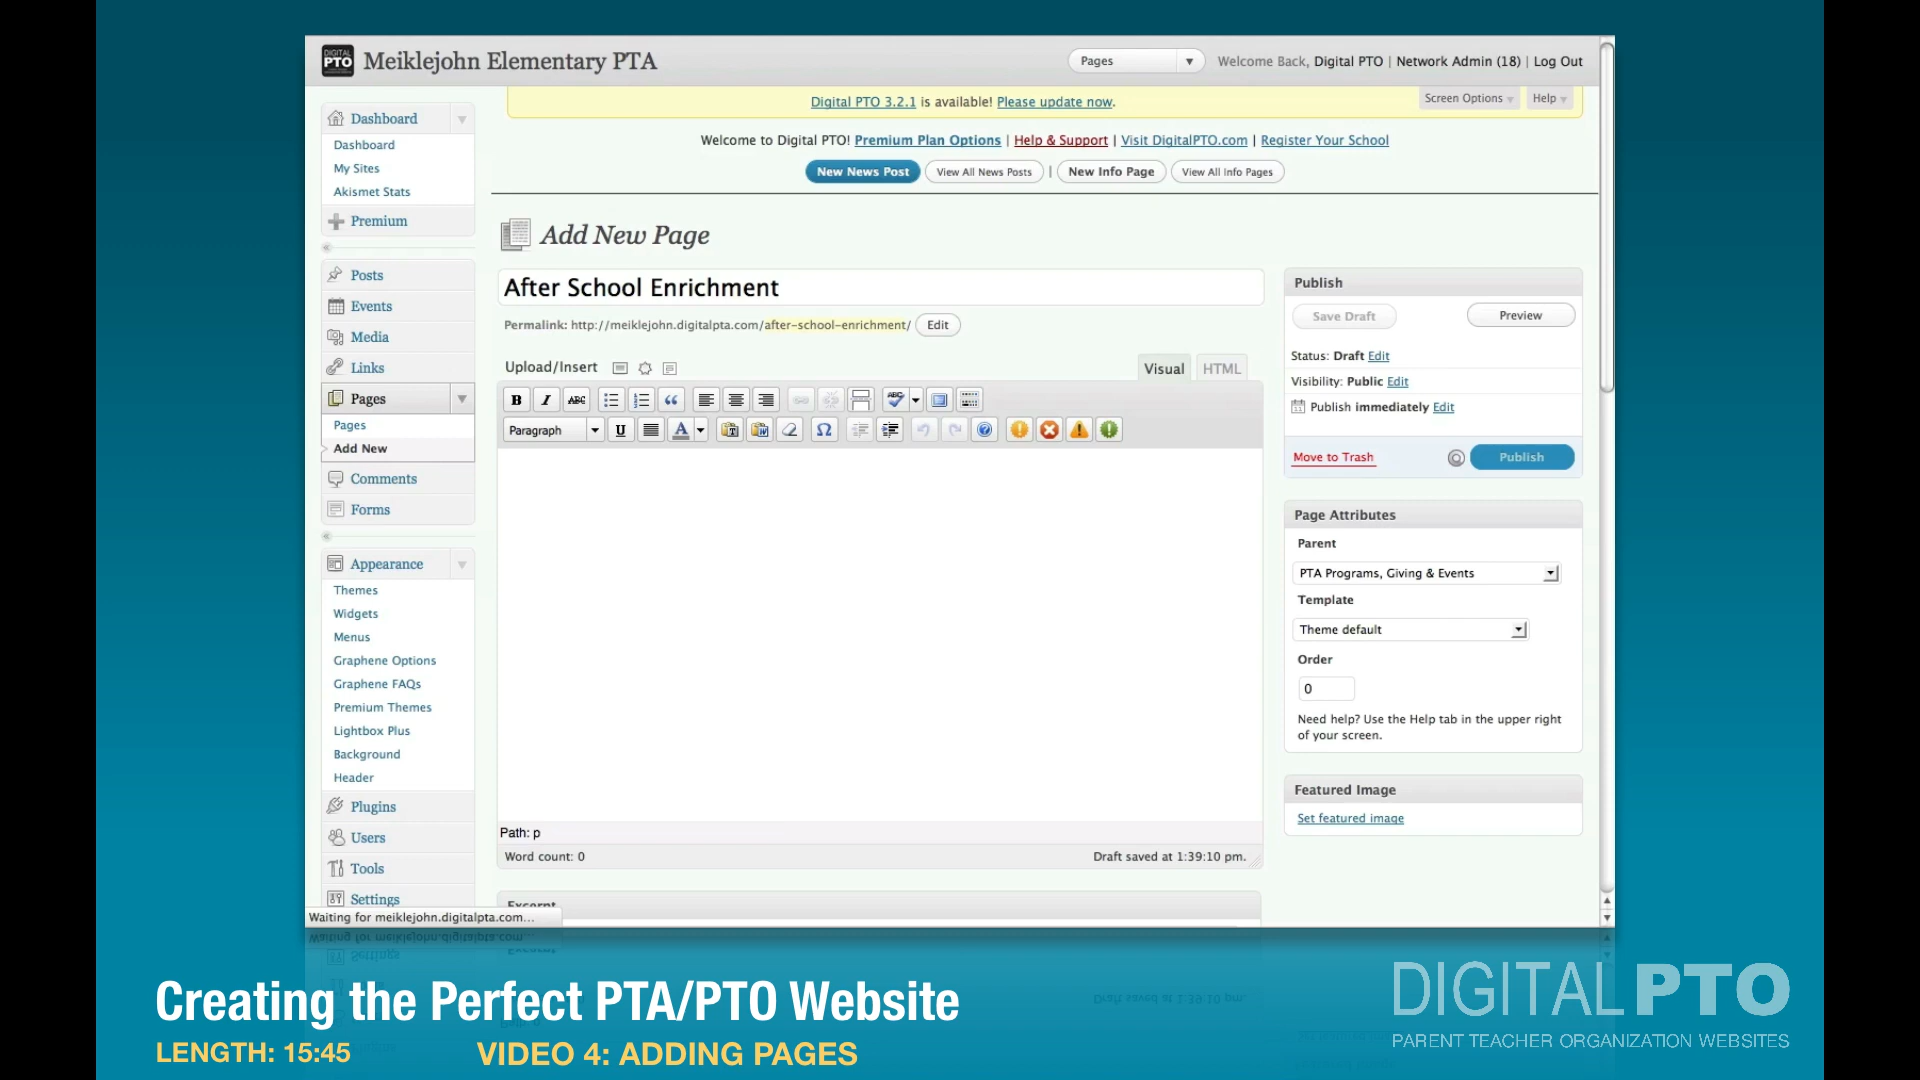 DIGITAL PTO Meiklejohn Elementary PTA
Pages
Welcome Back, Digital PTO | Network Admin (18) | Log Out
Digital PTO 3.2.1 is available! Please update now.
Screen Options
Help
Welcome to Digital PTO! Premium Plan Options | Help & Support | Visit DigitalPTO.com | Register Your School
New News Post View All News Posts | New Info Page View All Info Pages
Dashboard
Dashboard
My Sites
Akismet Stats
Premium
Posts
Events
Media
Links
Pages
Pages
Add New
Comments
Forms
Appearance
Themes
Widgets
Menus
Graphene Options
Graphene FAQs
Premium Themes
Lightbox Plus
Background
Header
Plugins
Users
Tools
Settings
Waiting for meiklejohn.digitalpta.com...
Add New Page
After School Enrichment
Permalink: http://meiklejohn.digitalpta.com/after-school-enrichment/ Edit
Upload/Insert
Visual HTML
B I ABC
Paragraph U A
Path: p
Word count: 0
Draft saved at 1:39:10 pm.
Excerpt
Publish
Save Draft Preview
Status: Draft Edit
Visibility: Public Edit
Publish immediately Edit
Move to Trash Publish
Page Attributes
Parent
PTA Programs, Giving & Events
Template
Theme default
Order
0
Need help? Use the Help tab in the upper right
of your screen.
Featured Image
Set featured image
Creating the Perfect PTA/PTO Website
LENGTH: 15:45 VIDEO 4: ADDING PAGES
DIGITALPTO
PARENT TEACHER ORGANIZATION WEBSITES